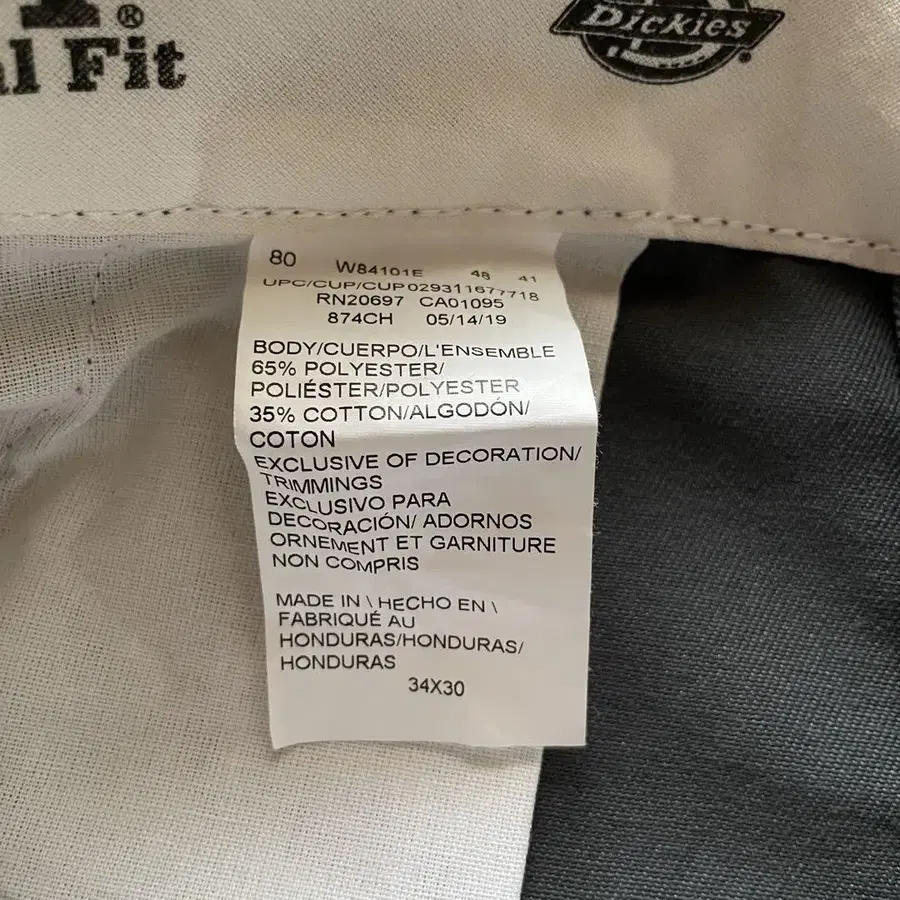 ®
al Fit
Dickies
80 W84101E 48 41
UPC/CUP/CUP029311677718
RN20697 CA01095
874CH 05/14/19
BODY/CUERPO/L'ENSEMBLE
65% POLYESTER/
POLIÉSTER/POLYESTER
35% COTTON/ALGODÓN/
COTON
EXCLUSIVE OF DECORATION/
TRIMMINGS
EXCLUSIVO PARA
DECORACIÓN/ ADORNOS
ORNEMENT ET GARNITURE
NON COMPRIS
MADE IN \ HECHO EN \
FABRIQUÉ AU
HONDURAS/HONDURAS/
HONDURAS
34X30